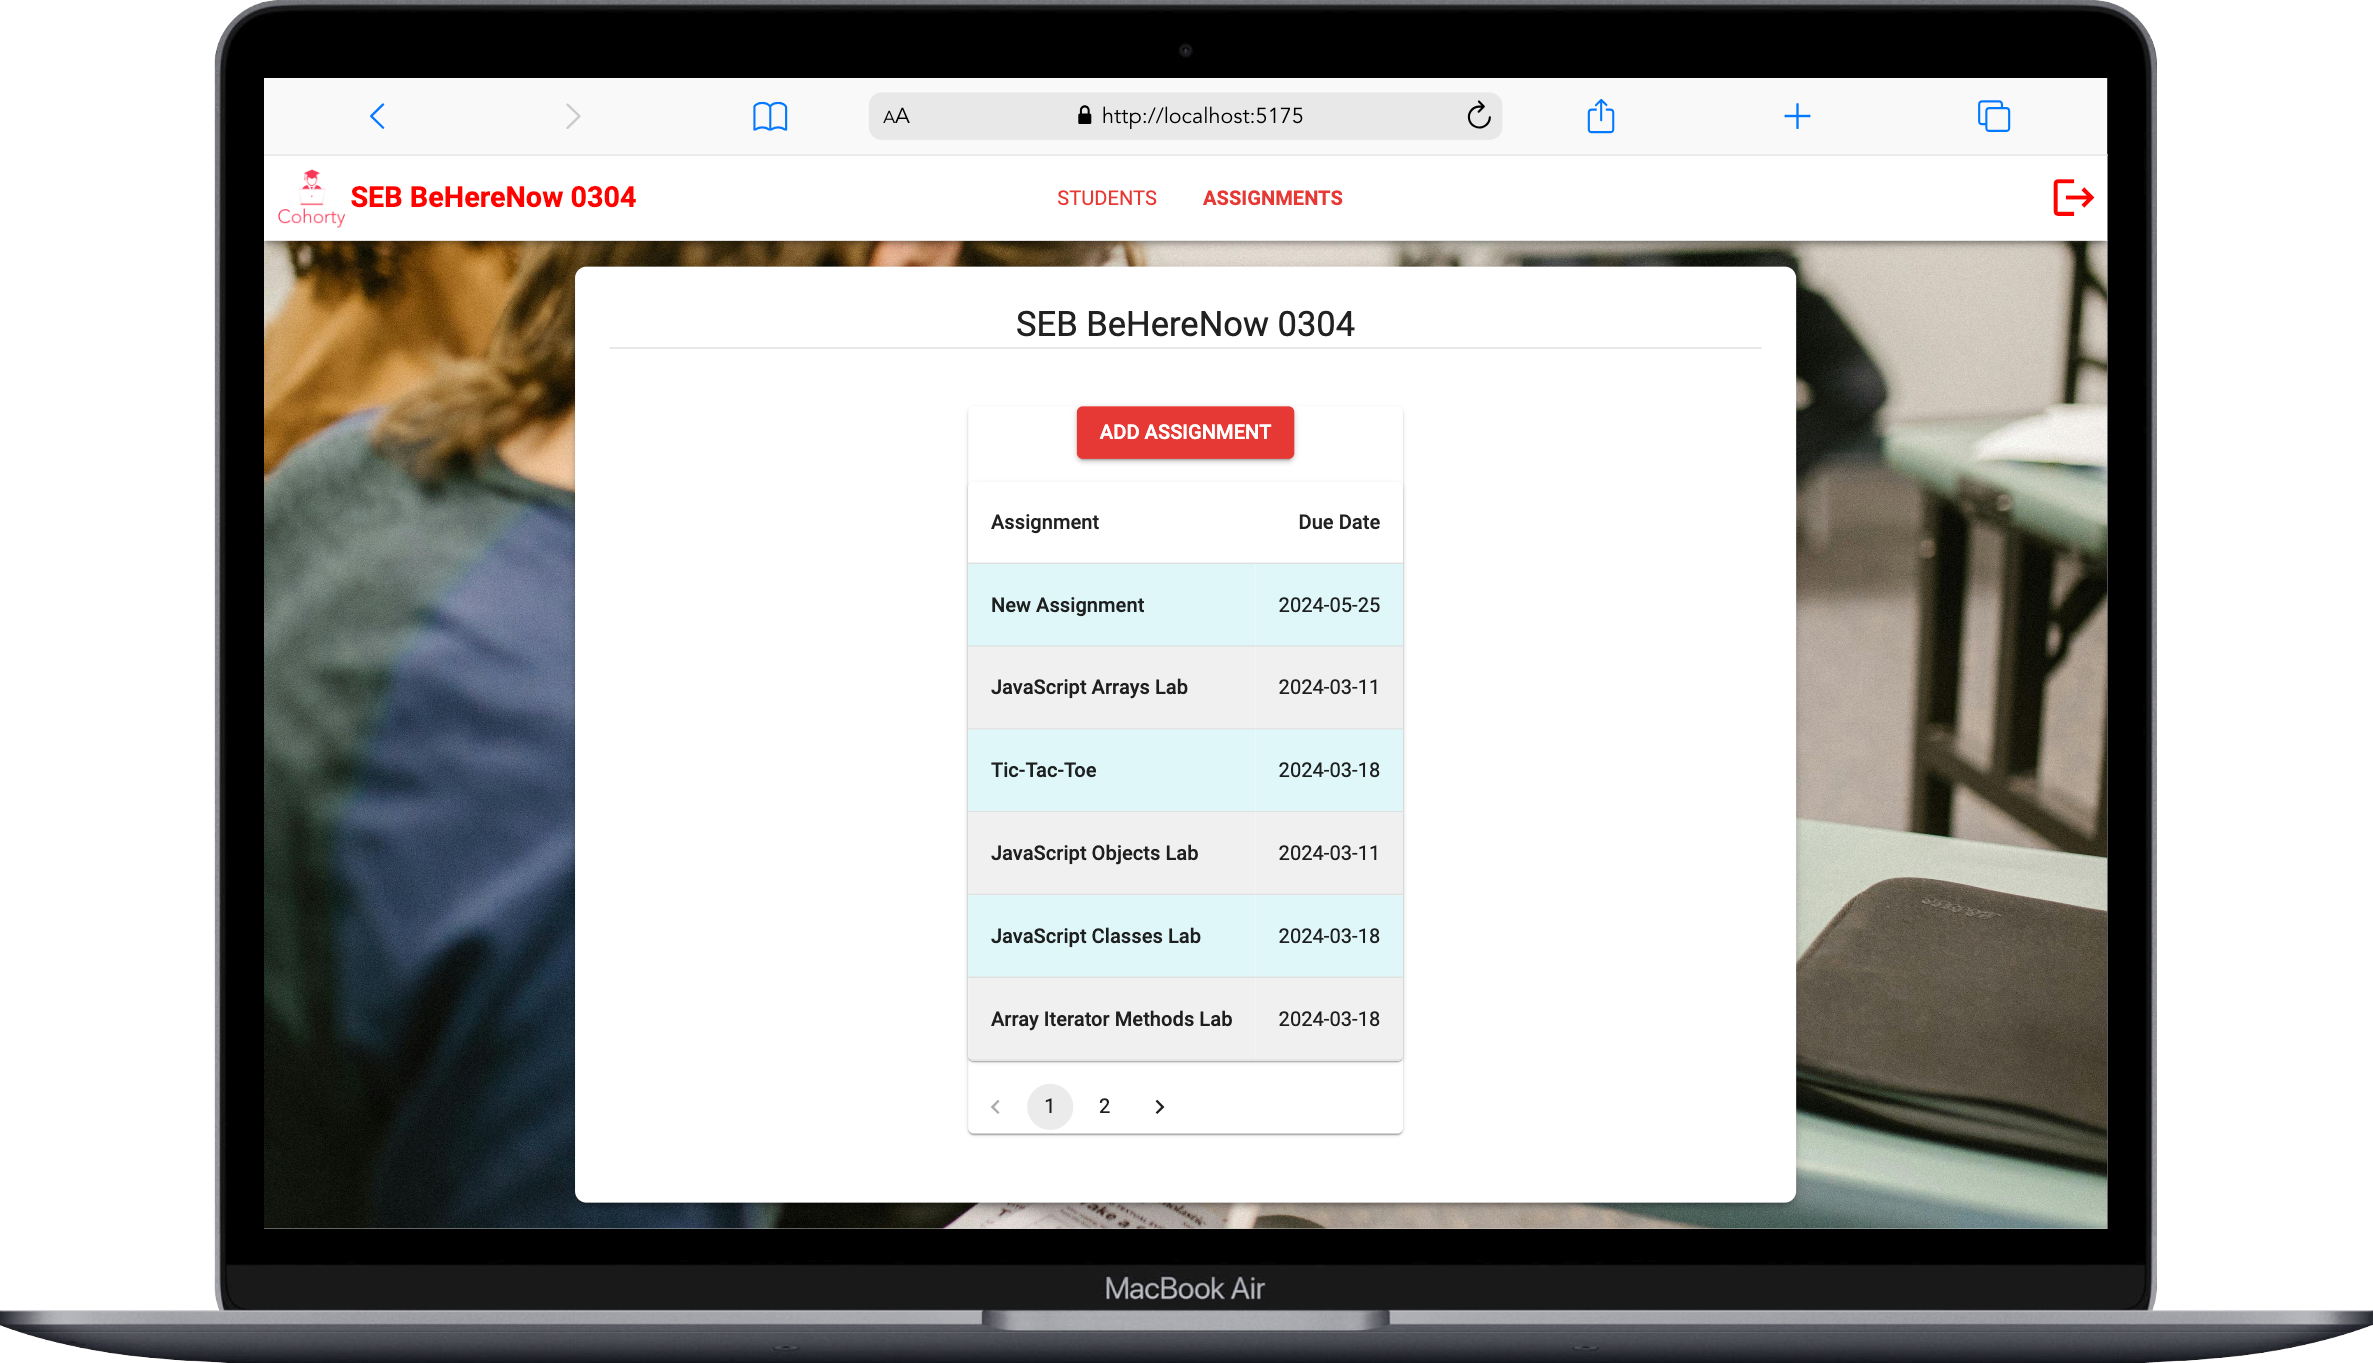 AA http://localhost:5175
Cohorty
SEB BeHereNow 0304
STUDENTS ASSIGNMENTS
SEB BeHereNow 0304
ADD ASSIGNMENT
Assignment Due Date
New Assignment 2024-05-25
JavaScript Arrays Lab 2024-03-11
Tic-Tac-Toe 2024-03-18
JavaScript Objects Lab 2024-03-11
JavaScript Classes Lab 2024-03-18
Array Iterator Methods Lab 2024-03-18
1 2
MacBook Air